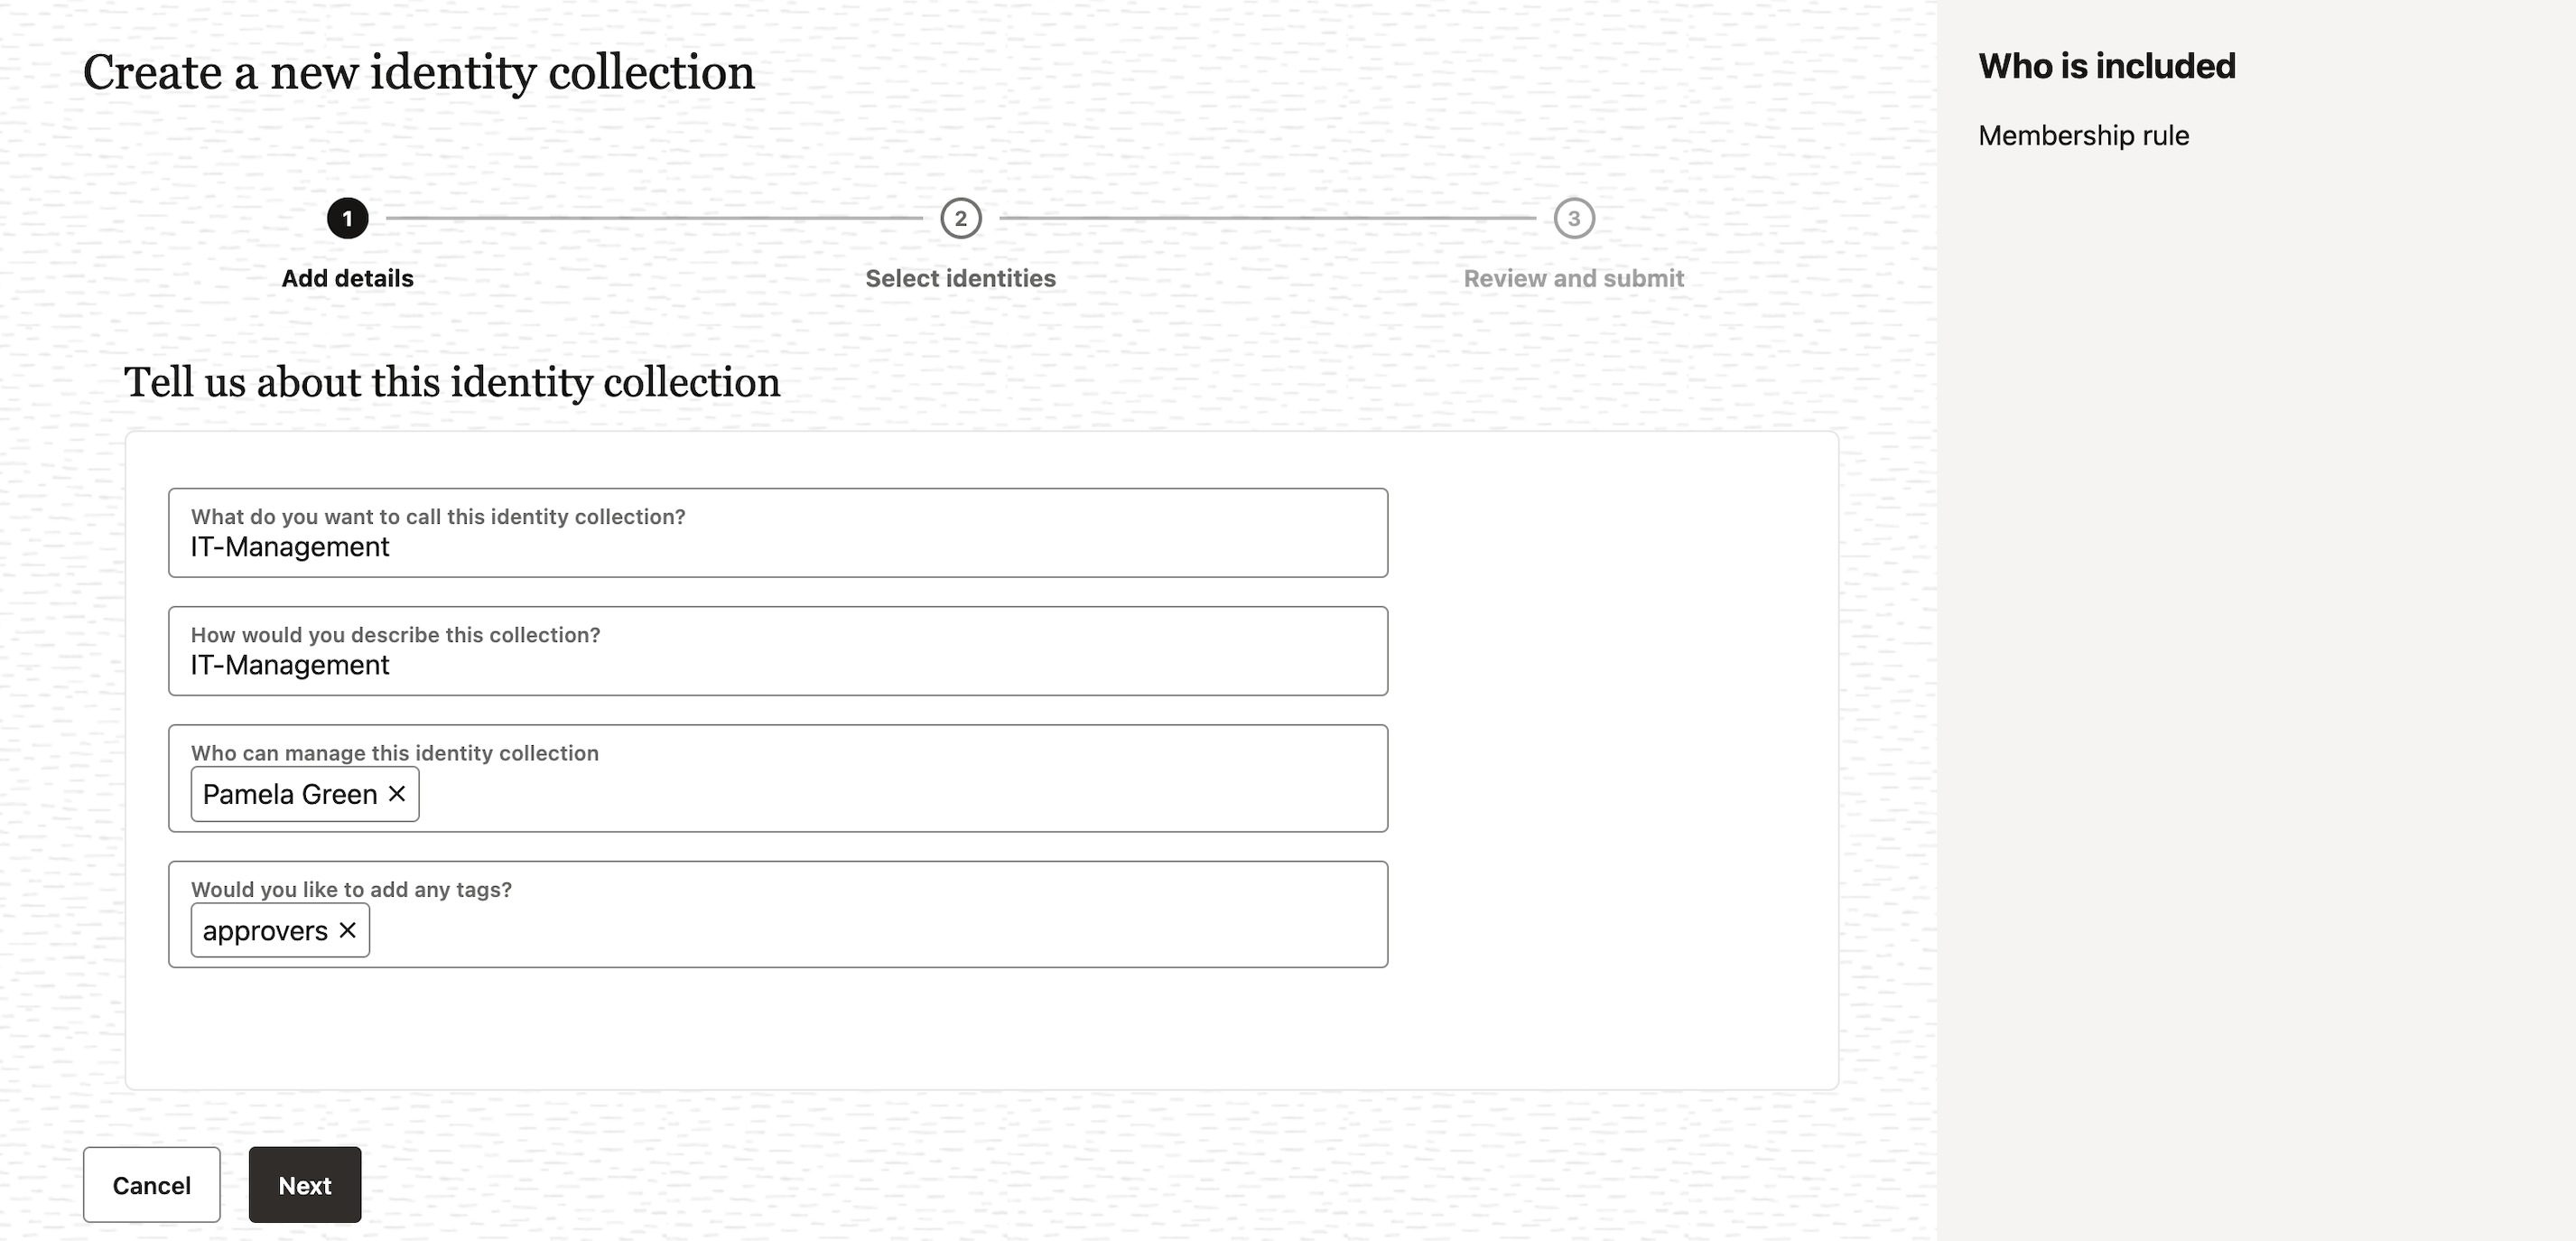 Create a new identity collection
1
2
3
Add details
Select identities
Review and submit
Tell us about this identity collection
What do you want to call this identity collection?
IT-Management
How would you describe this collection?
IT-Management
Who can manage this identity collection
Pamela Green ×
Would you like to add any tags?
approvers ×
Cancel
Next
Who is included
Membership rule